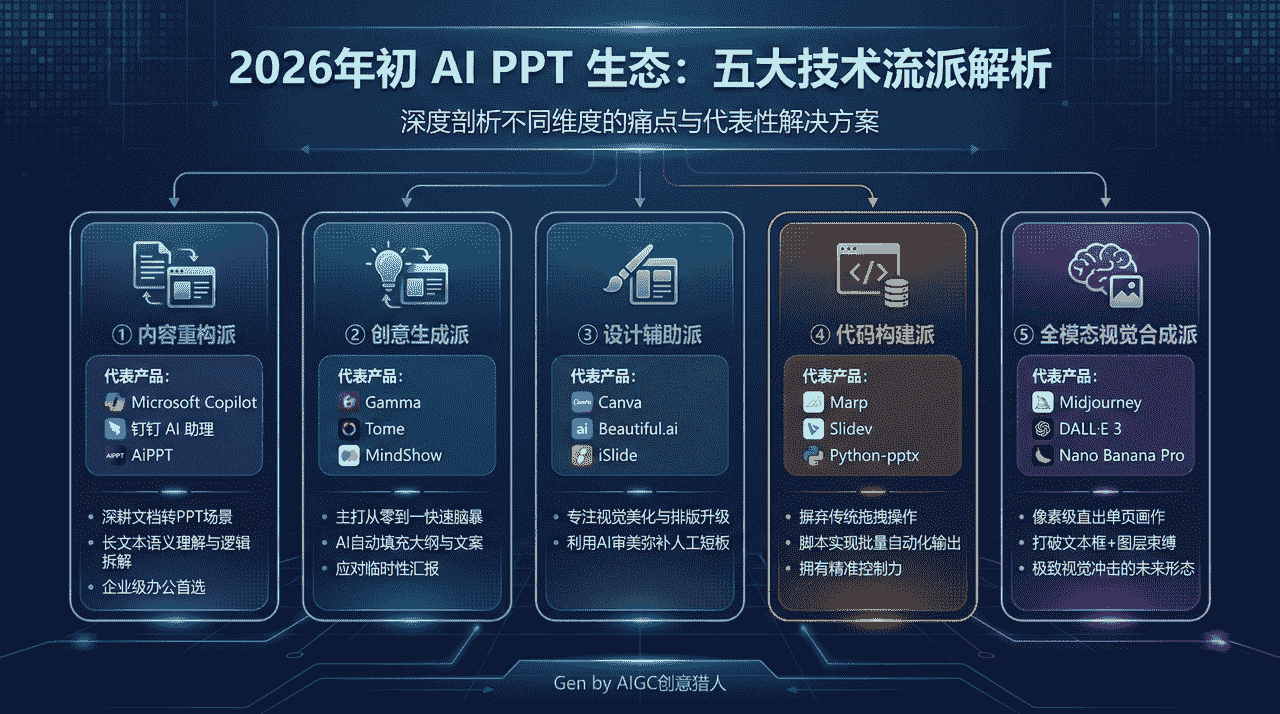 2026年初 AI PPT 生态：五大技术流派解析
深度剖析不同维度的痛点与代表性解决方案
① 内容重构派
代表产品：
Microsoft Copilot
钉钉 AI 助理
AIPPT AiPPT
• 深耕文档转PPT场景
• 长文本语义理解与逻辑
拆解
• 企业级办公首选
② 创意生成派
代表产品：
Gamma
Tome
MindShow
• 主打从零到一快速脑暴
• AI自动填充大纲与文案
• 应对临时性汇报
③ 设计辅助派
代表产品：
Canva Canva
ai Beautiful.ai
iSlide
• 专注视觉美化与排版升级
• 利用AI审美弥补人工短板
④ 代码构建派
</>
代表产品：
Marp
Slidev
Python-pptx
• 摒弃传统拖拽操作
• 脚本实现批量自动化输出
• 拥有精准控制力
⑤ 全模态视觉合成派
代表产品：
Midjourney
DALL·E 3
Nano Banana Pro
• 像素级直出单页画作
• 打破文本框+图层束缚
• 极致视觉冲击的未来形态
Gen by AIGC创意猎人